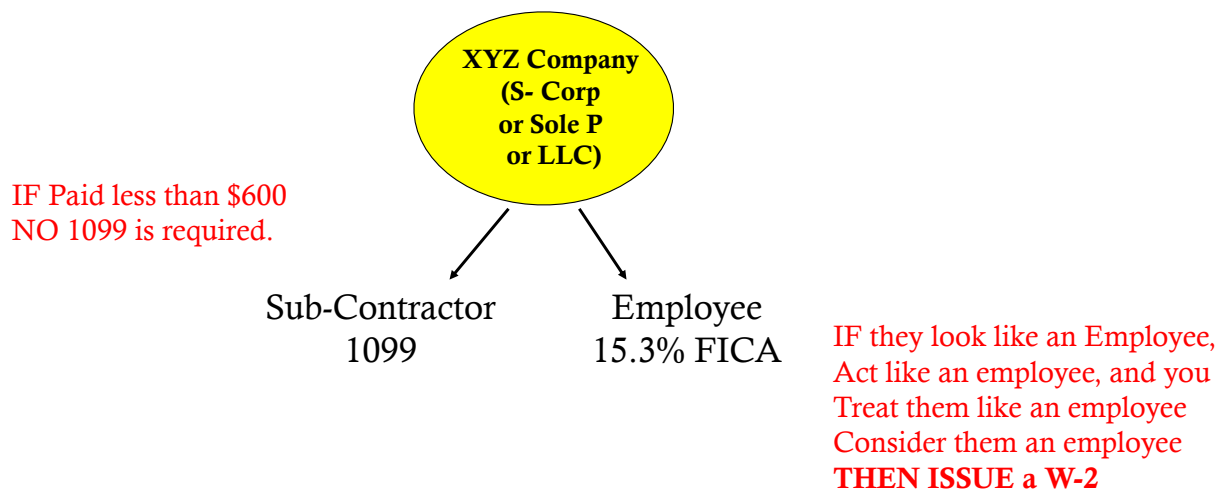 XYZ Company
(S- Corp
or Sole P
or LLC)
IF Paid less than $600
NO 1099 is required.
Sub-Contractor
1099
Employee
15.3% FICA
IF they look like an Employee,
Act like an employee, and you
Treat them like an employee
Consider them an employee
THEN ISSUE a W-2